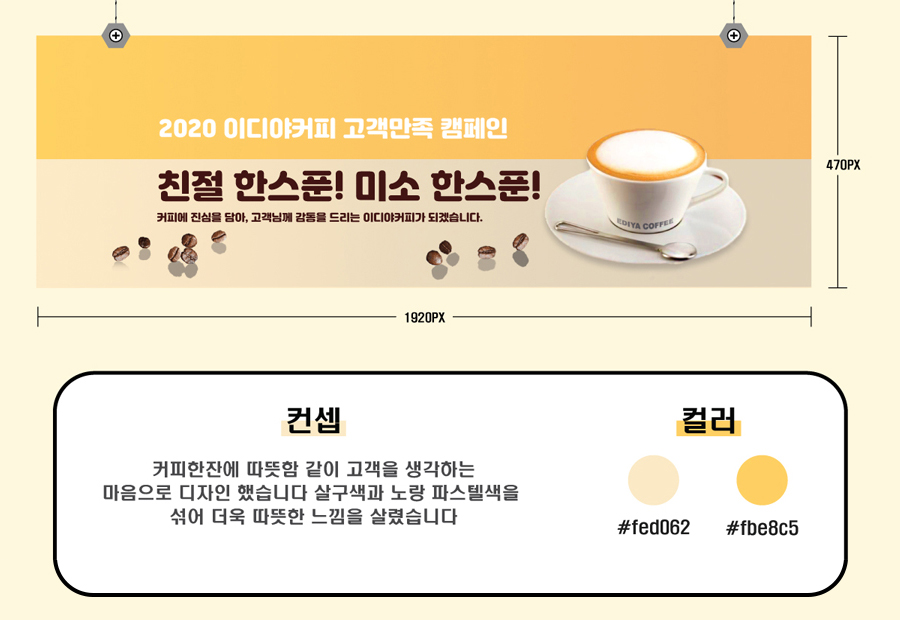 2020 이디야커피 고객만족 캠페인
친절 한스푼! 미소 한스푼!
커피에 진심을 담아, 고객님께 감동을 드리는 이디야커피가 되겠습니다.
EDIYA COFFEE
470PX
1920PX
컨셉
커피한잔에 따뜻함 같이 고객을 생각하는
마음으로 디자인 했습니다 살구색과 노랑 파스텔색을
섞어 더욱 따뜻한 느낌을 살렸습니다
컬러
#fed062
#fbe8c5